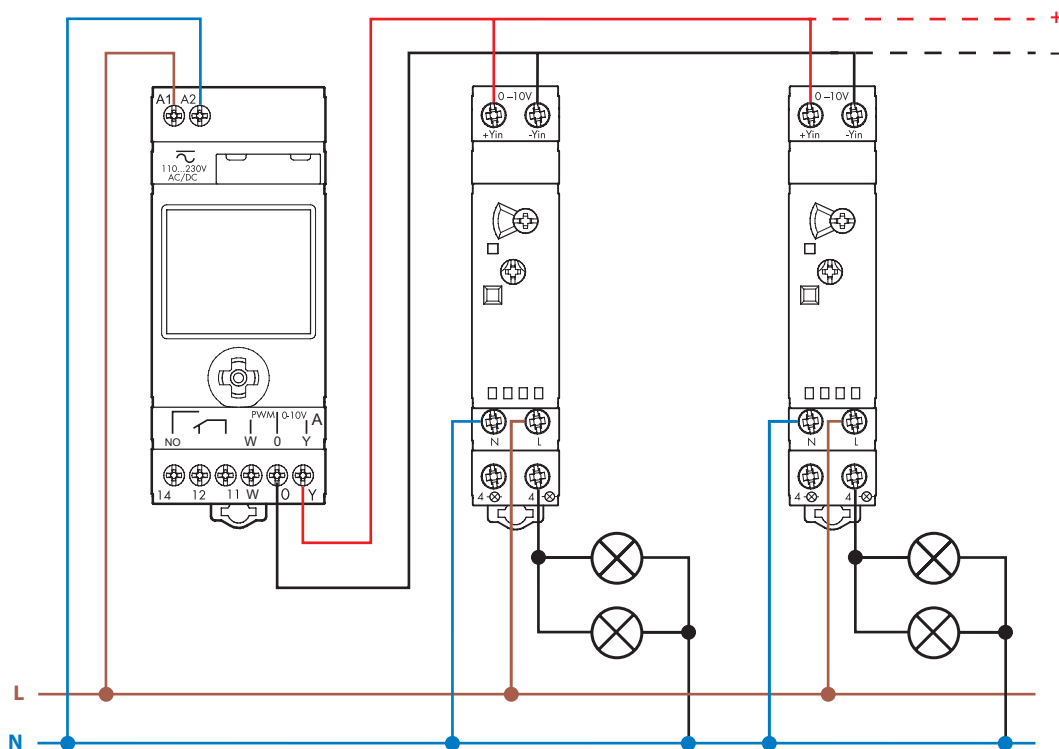 +
–
A1 A2
110...230V
AC/DC
PWM 0-10V A
NO W 0 Y
14 12 11 W 0 Y
0–10V
+Yin -Yin
N L
4 4
0–10V
+Yin -Yin
N L
4 4
L
N